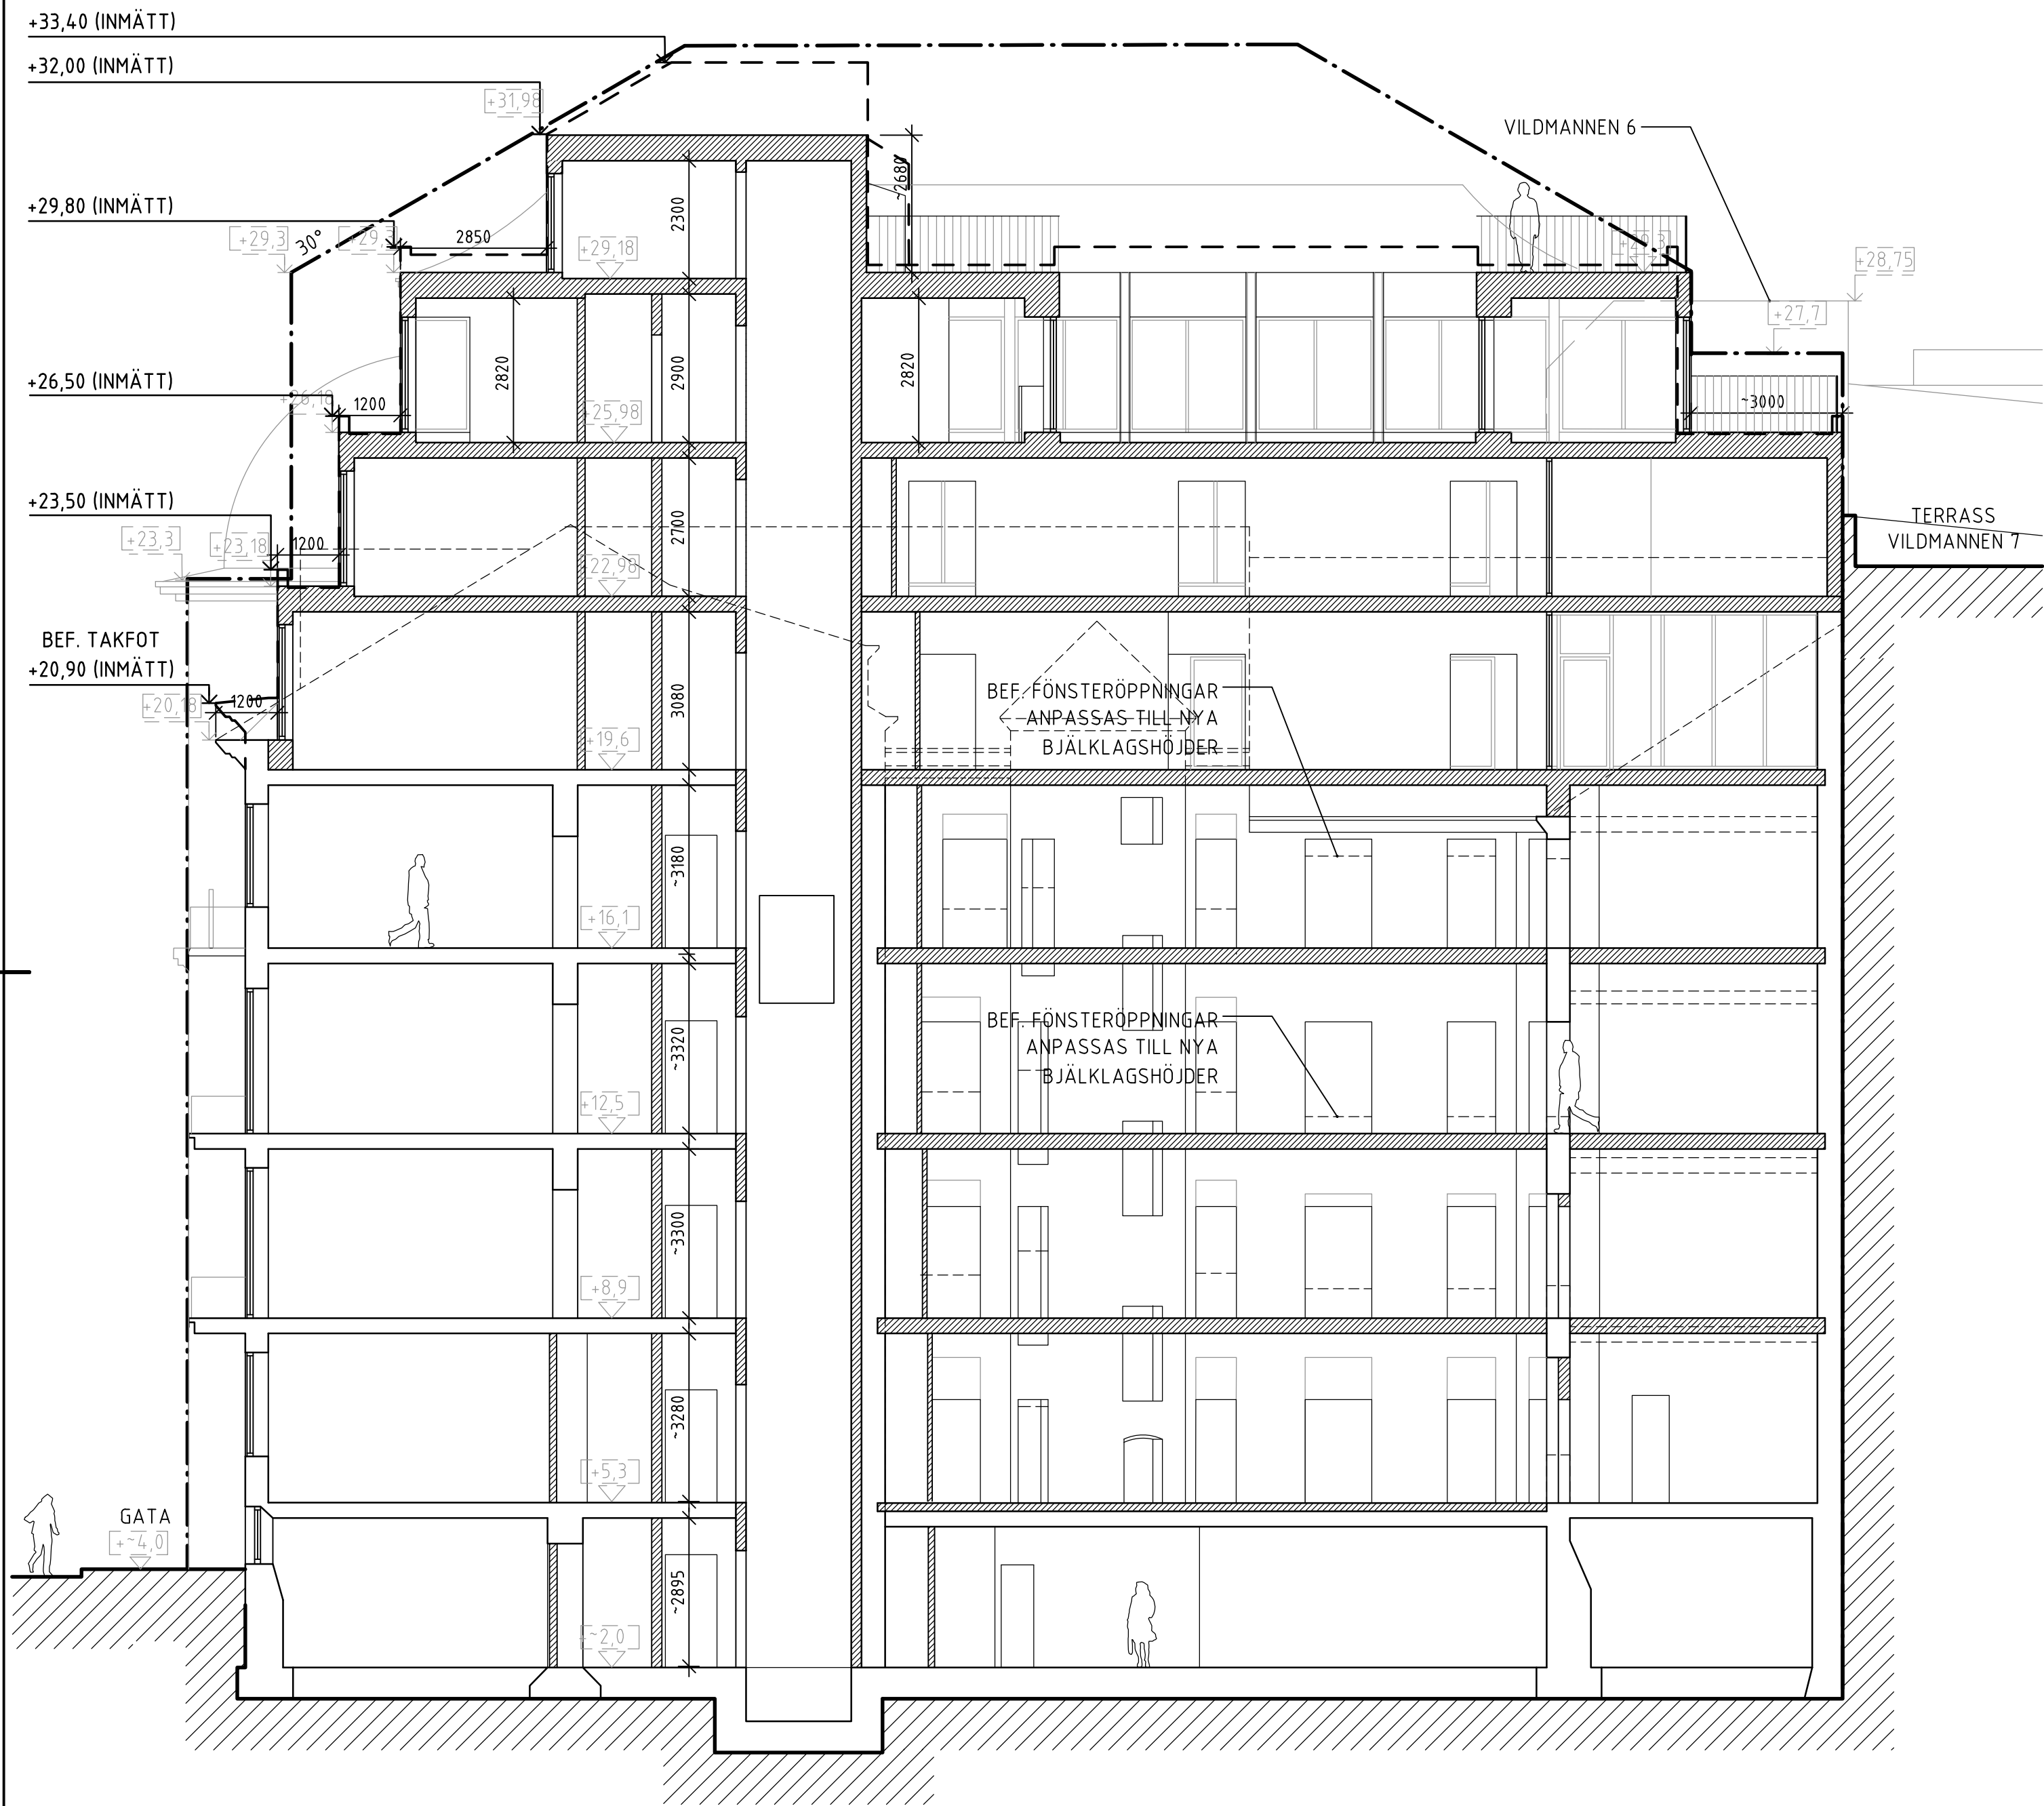 +33,40 (INMÄTT)
+32,00 (INMÄTT)
+31,98
VILDMANNEN 6
~2680
+29,80 (INMÄTT)
2300
+29,3
30°
+29,3
2850
+29,18
+29,3
+28,75
+27,7
2820
2900
2820
+26,50 (INMÄTT)
+26,18
1200
+25,98
~3000
+23,50 (INMÄTT)
2700
TERRASS
VILDMANNEN 7
+23,3
+23,18
1200
+22,98
BEF. TAKFOT
+20,90 (INMÄTT)
+20,18
1200
3080
+19,6
BEF. FÖNSTERÖPPNINGAR
ANPASSAS TILL NYA
BJÄLKLAGSHÖJDER
~3180
+16,1
~3320
BEF. FÖNSTERÖPPNINGAR
ANPASSAS TILL NYA
BJÄLKLAGSHÖJDER
+12,5
~3300
+8,9
~3280
+5,3
GATA
+~4,0
~2895
~2,0